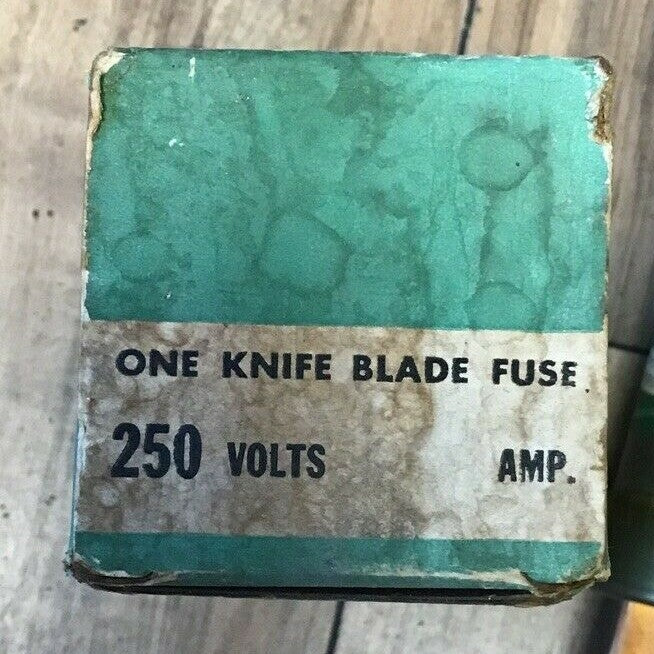 ONE KNIFE BLADE FUSE
250 VOLTS AMP.